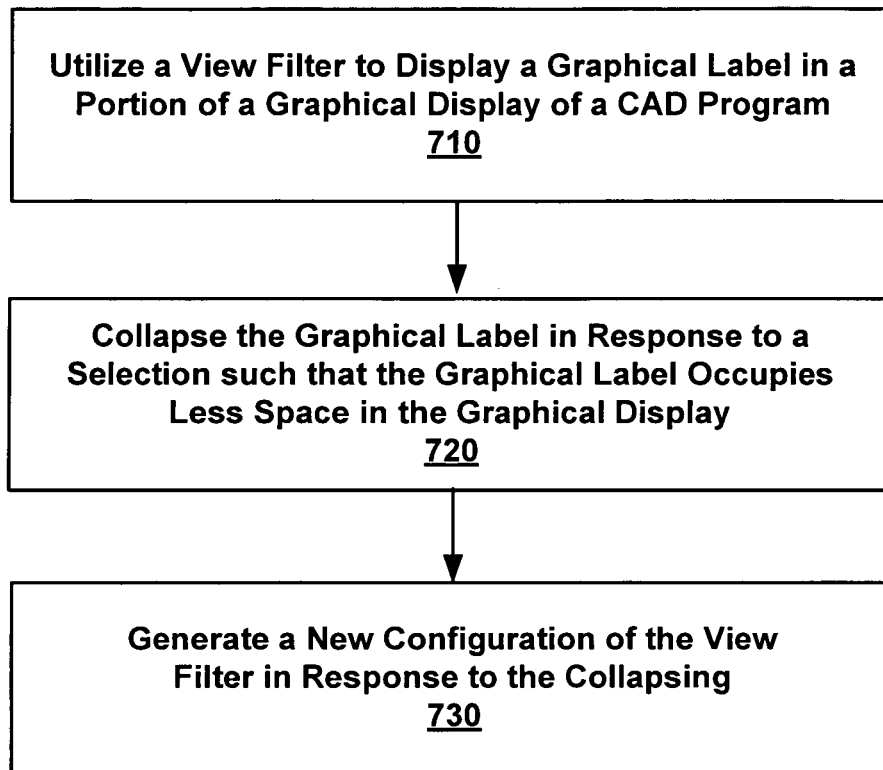 Utilize a View Filter to Display a Graphical Label in a
Portion of a Graphical Display of a CAD Program
710
Collapse the Graphical Label in Response to a
Selection such that the Graphical Label Occupies
Less Space in the Graphical Display
720
Generate a New Configuration of the View
Filter in Response to the Collapsing
730